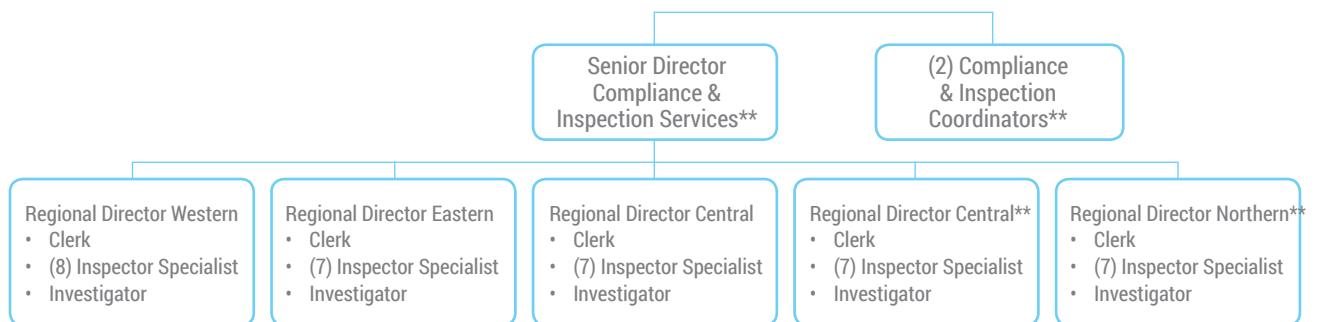 Senior Director
Compliance &
Inspection Services**
(2) Compliance
& Inspection
Coordinators**
Regional Director Western
• Clerk
• (8) Inspector Specialist
• Investigator
Regional Director Eastern
• Clerk
• (7) Inspector Specialist
• Investigator
Regional Director Central
• Clerk
• (7) Inspector Specialist
• Investigator
Regional Director Central**
• Clerk
• (7) Inspector Specialist
• Investigator
Regional Director Northern**
• Clerk
• (7) Inspector Specialist
• Investigator